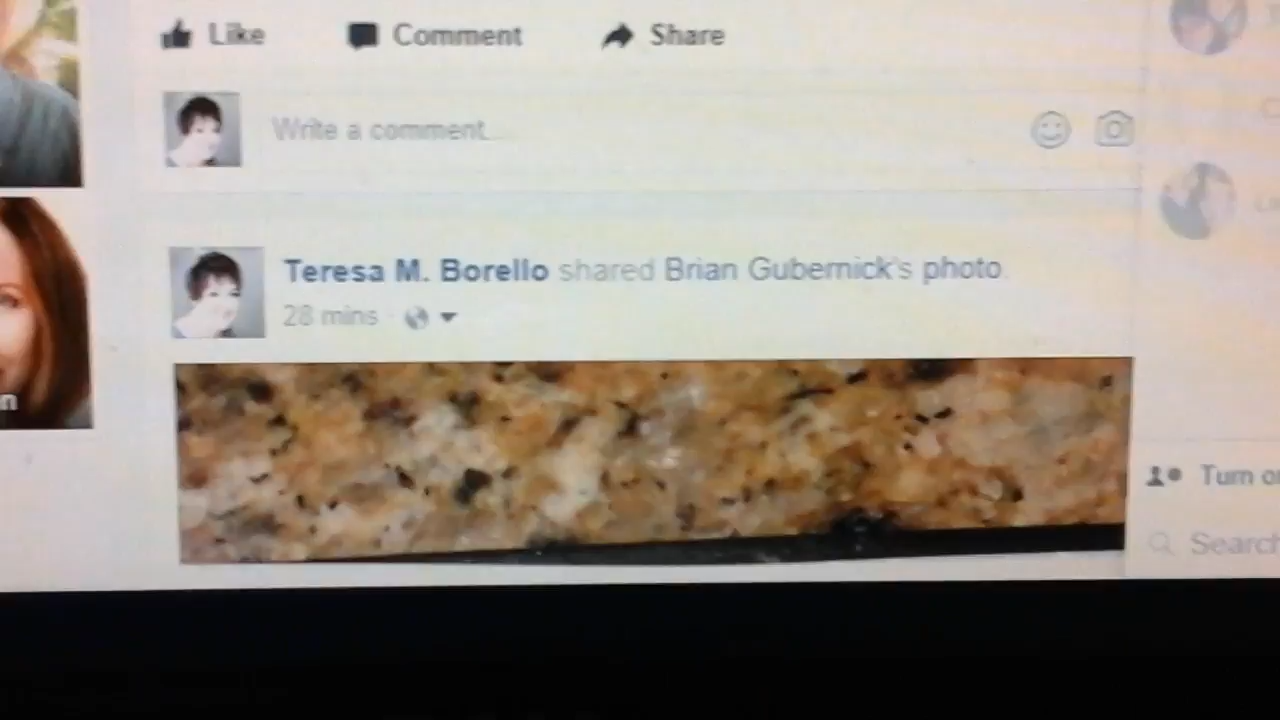 Like Comment Share
Write a comment...
Teresa M. Borello shared Brian Gubernick's photo.
28 mins ·
n
Turn o
Search